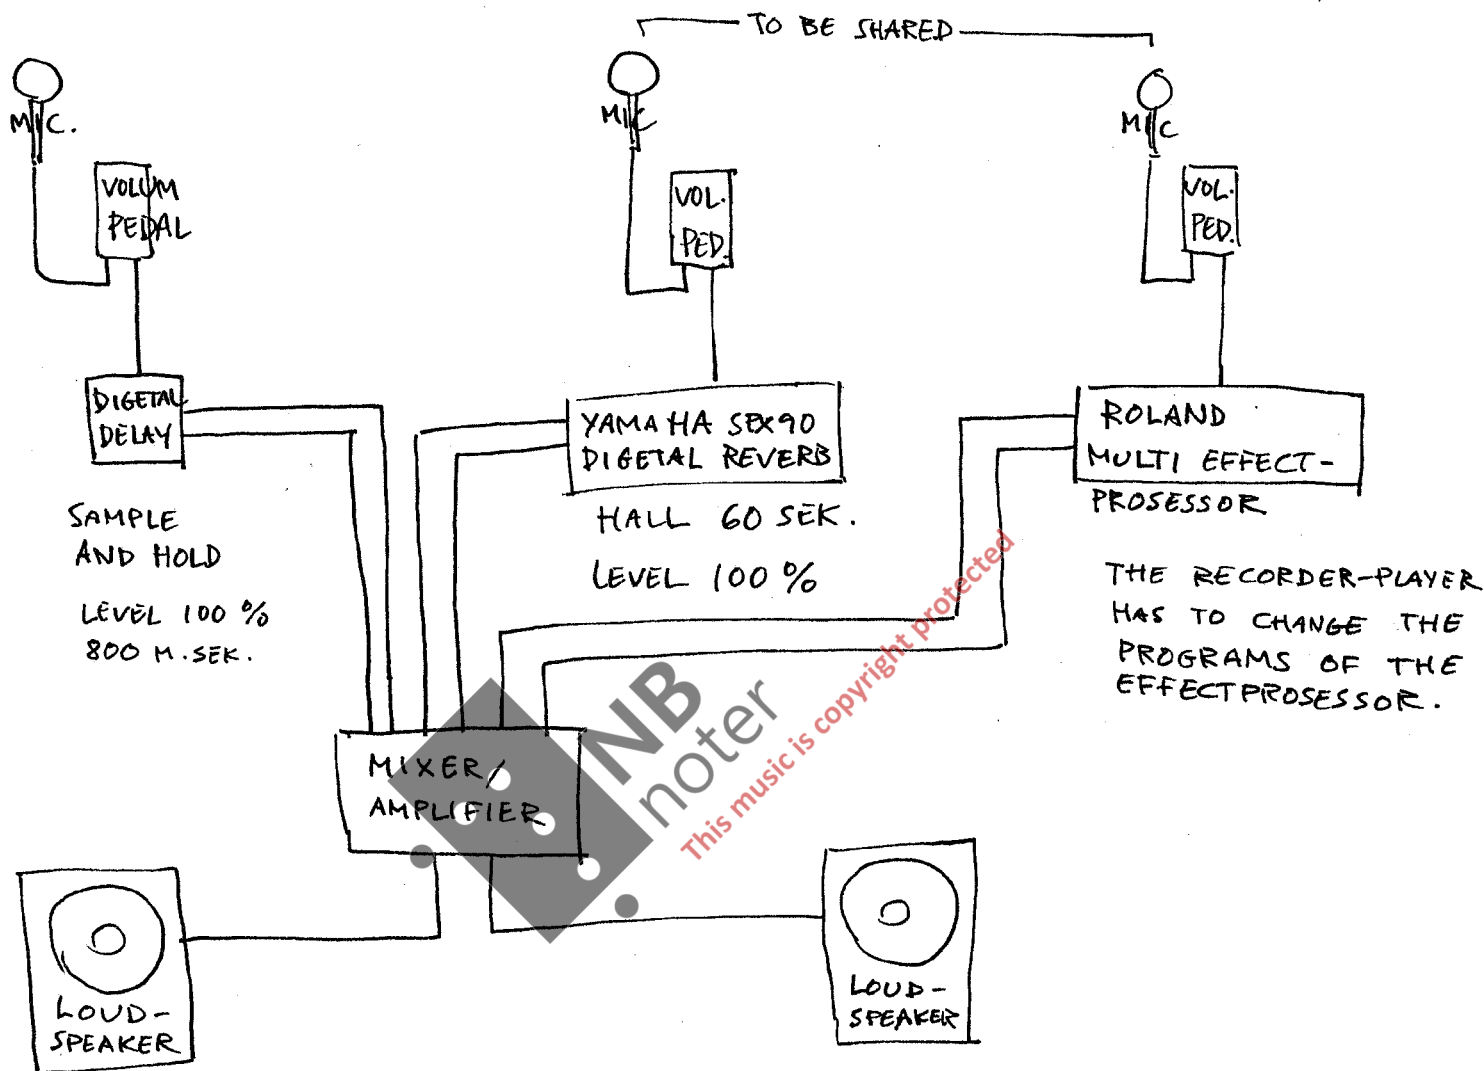 TO BE SHARED
MIC.
MIC
MIC
VOLUM
PEDAL
VOL.
PED.
VOL.
PED.
DIGETAL
DELAY
YAMAHA SPX90
DIGETAL REVERB
ROLAND
MULTI EFFECT-
PROSESSOR
SAMPLE
AND HOLD
LEVEL 100 %
800 M.SEK.
HALL 60 SEK.
LEVEL 100 %
THE RECORDER-PLAYER
HAS TO CHANGE THE
PROGRAMS OF THE
EFFECTPROSESSOR.
MIXER/
AMPLIFIER
NB
noter
This music is copyright protected
LOUD-
SPEAKER
LOUD-
SPEAKER